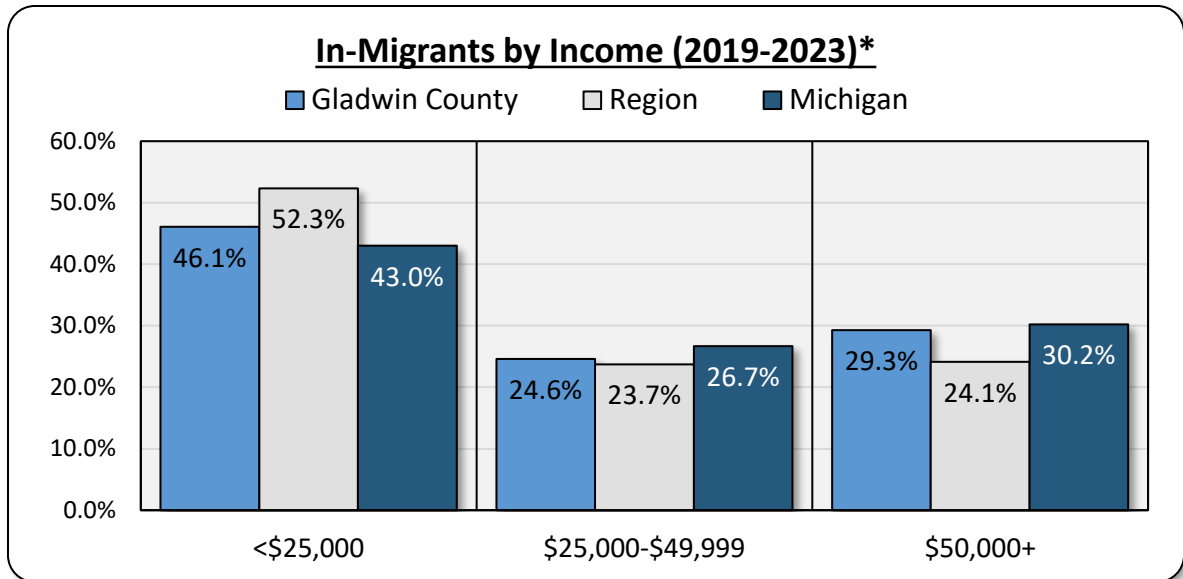 In-Migrants by Income (2019-2023)*
Gladwin County Region Michigan
60.0%
50.0%
40.0%
30.0%
20.0%
10.0%
0.0%
46.1% 52.3% 43.0%
24.6% 23.7% 26.7%
29.3% 24.1% 30.2%
<$25,000 $25,000-$49,999 $50,000+